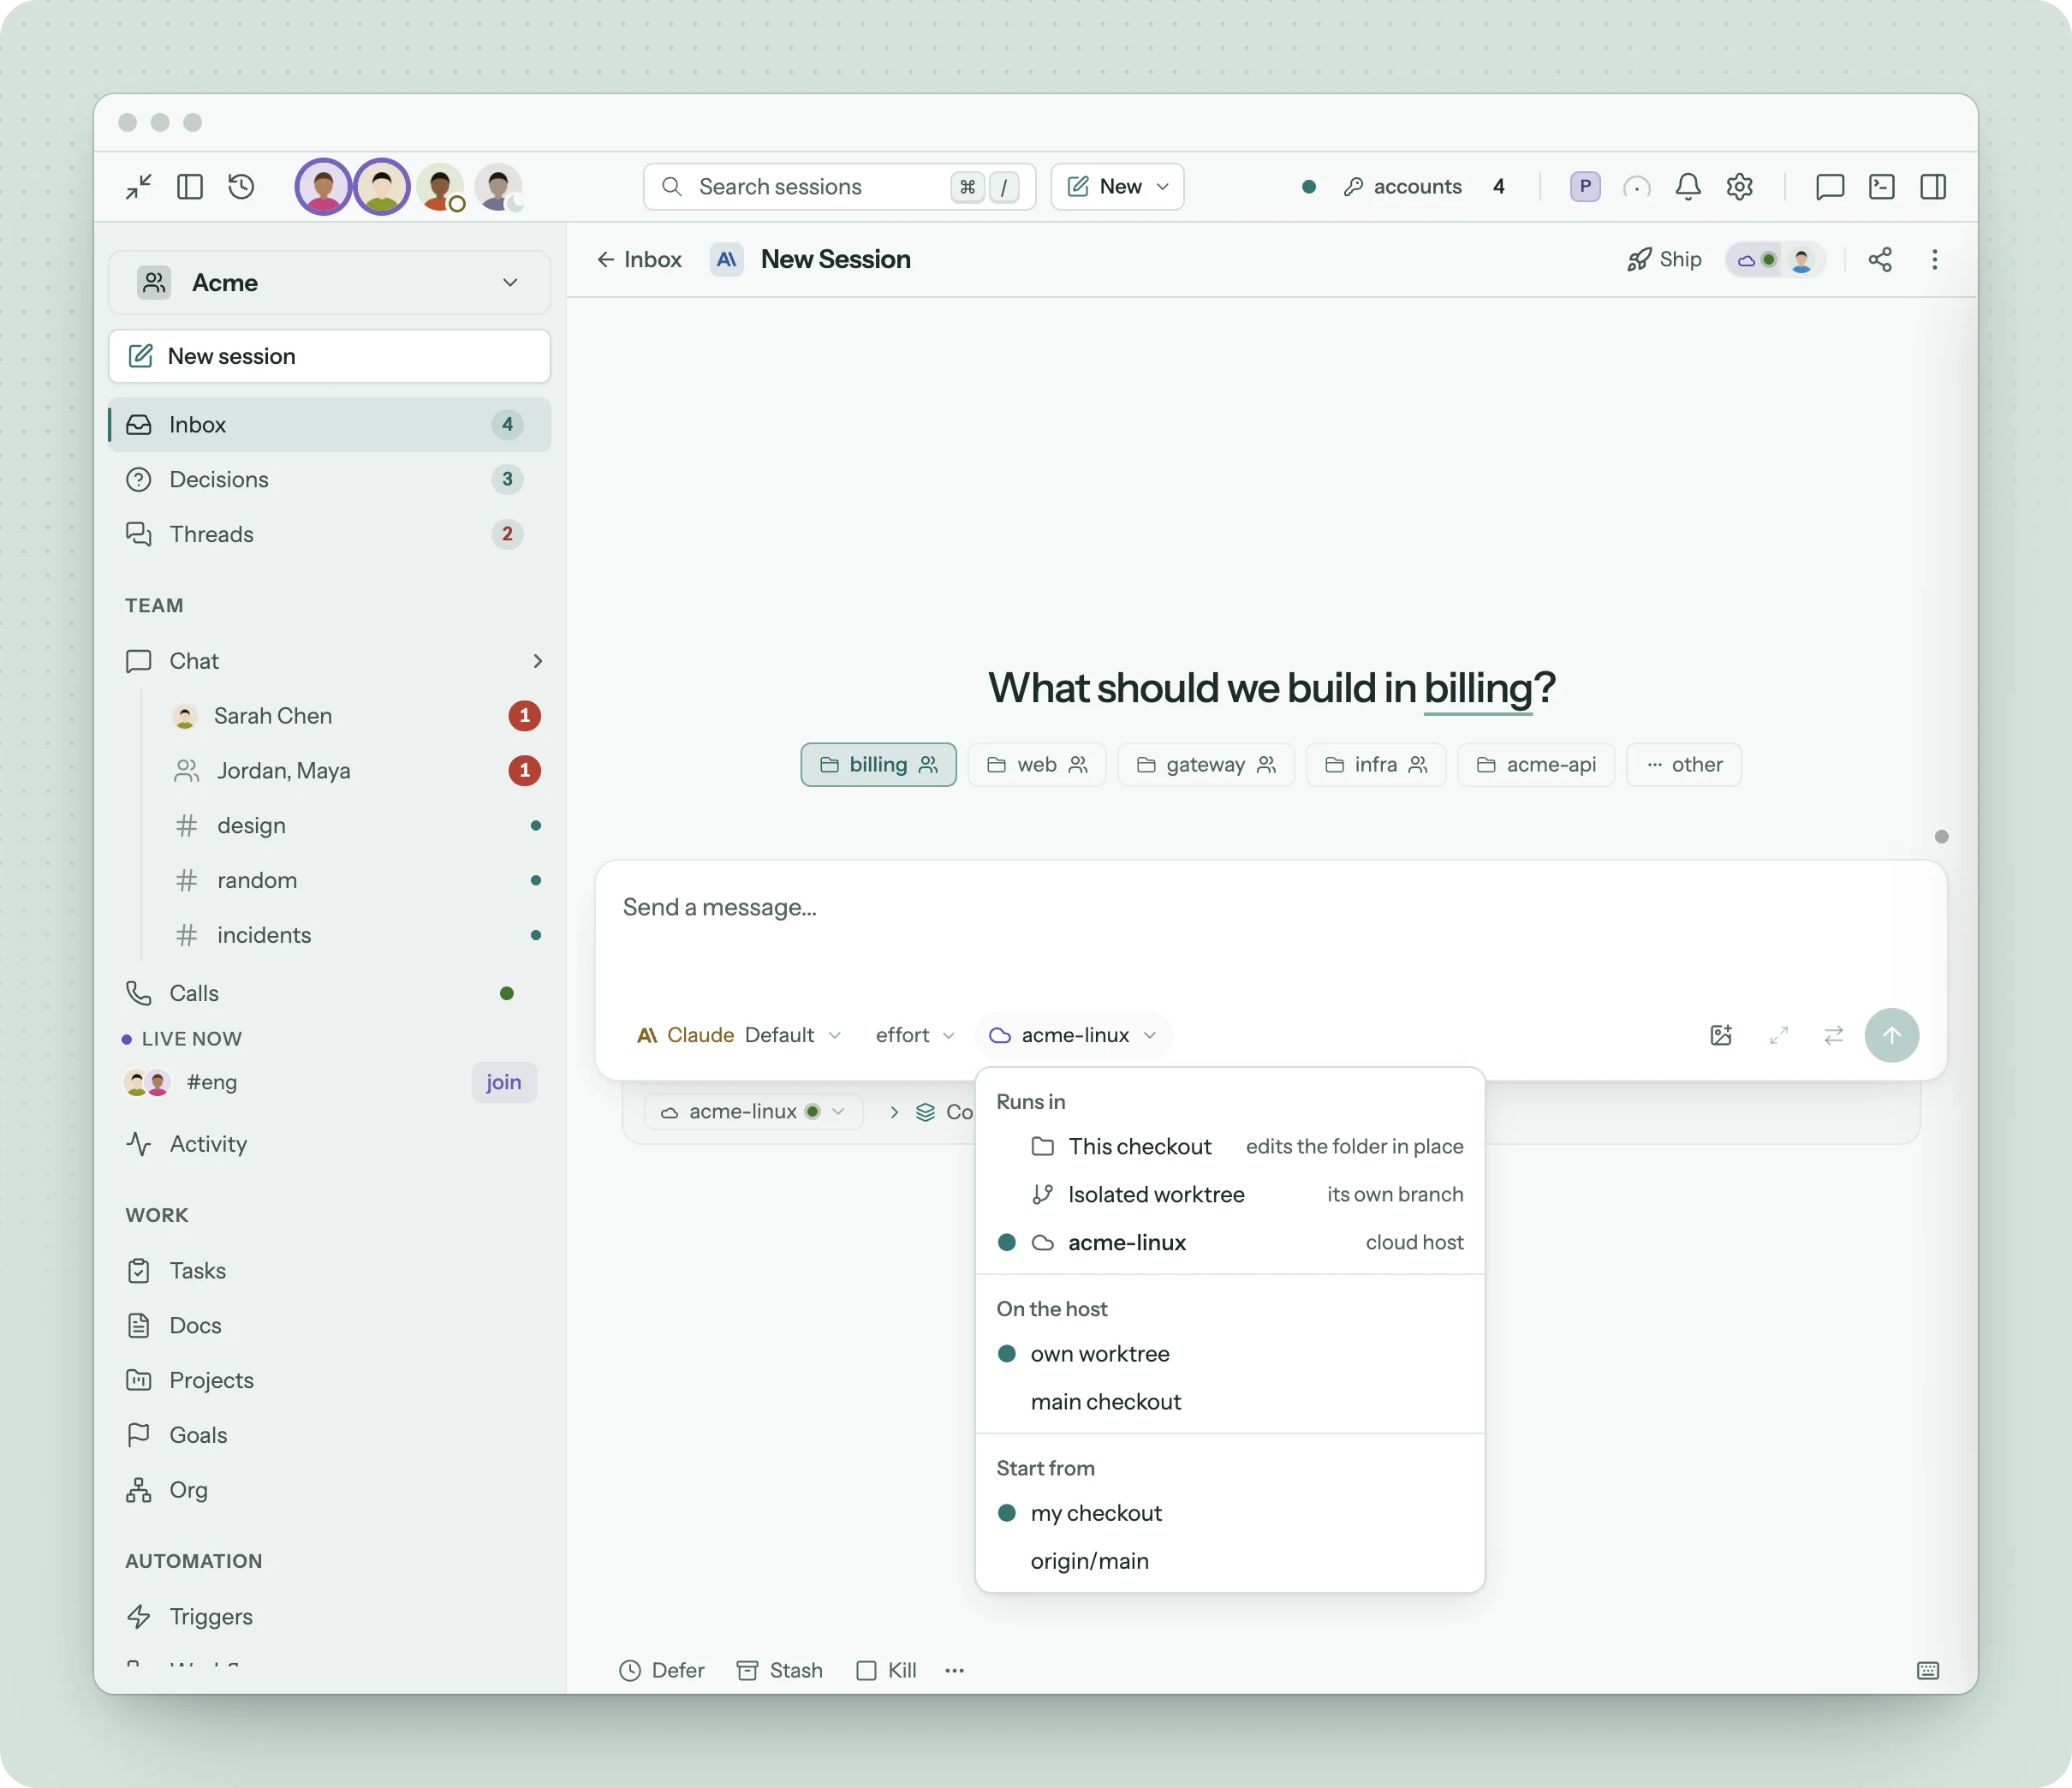 Search sessions ⌘ /
New
accounts 4
P
Acme
New session
Inbox 4
Decisions 3
Threads 2
TEAM
Chat
Sarah Chen 1
Jordan, Maya 1
# design
# random
# incidents
Calls
LIVE NOW
#eng join
Activity
WORK
Tasks
Docs
Projects
Goals
Org
AUTOMATION
Triggers
← Inbox New Session
Ship
What should we build in billing?
billing web gateway infra acme-api ··· other
Send a message...
Claude Default effort acme-linux
acme-linux Co
Runs in
This checkout edits the folder in place
Isolated worktree its own branch
acme-linux cloud host
On the host
own worktree
main checkout
Start from
my checkout
origin/main
Defer Stash Kill ···